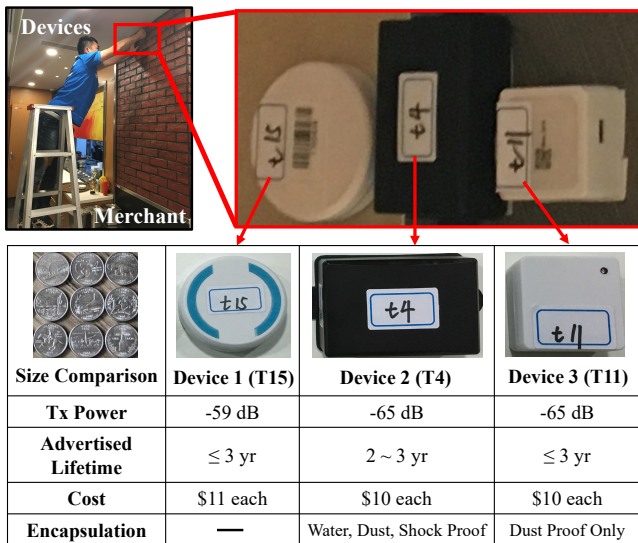 Devices
Merchant
t15
t4
t11
t15
t4
t11
Size Comparison
Device 1 (T15)
Device 2 (T4)
Device 3 (T11)
Tx Power
-59 dB
-65 dB
-65 dB
Advertised
Lifetime
≤ 3 yr
2 ~ 3 yr
≤ 3 yr
Cost
$11 each
$10 each
$10 each
Encapsulation
—
Water, Dust, Shock Proof
Dust Proof Only